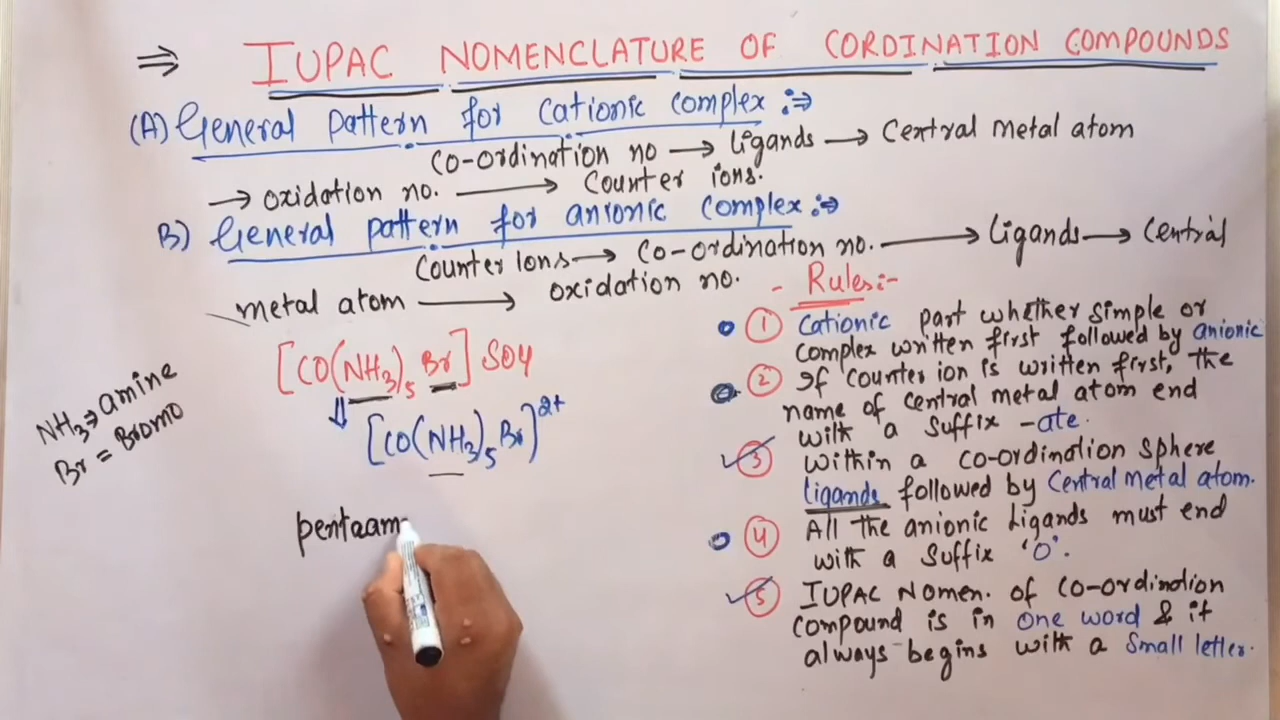 ⇒ IUPAC NOMENCLATURE OF CORDINATION COMPOUNDS
(A) General pattern for cationic complex :⇒
Co-ordination no → ligands → Central Metal atom
→ oxidation no. → Counter ions.
B) General pattern for anionic complex :⇒
Counter Ions → Co-ordination no. → ligands → Central
metal atom → oxidation no.
[CO(NH3)5 Br] SO4
⇓ [CO(NH3)5Br]2+
NH3 → amine
Br = Bromo
pentaam
- Rules:-
① Cationic part whether simple or
complex written first followed by anionic
② If counter ion is written first, the
name of central metal atom end
with a suffix -ate.
③ Within a co-ordination sphere
ligands followed by Central Metal atom.
④ All the anionic ligands must end
with a suffix 'O'.
⑤ IUPAC Nomen. of co-ordination
compound is in one word & it
always begins with a small letter.